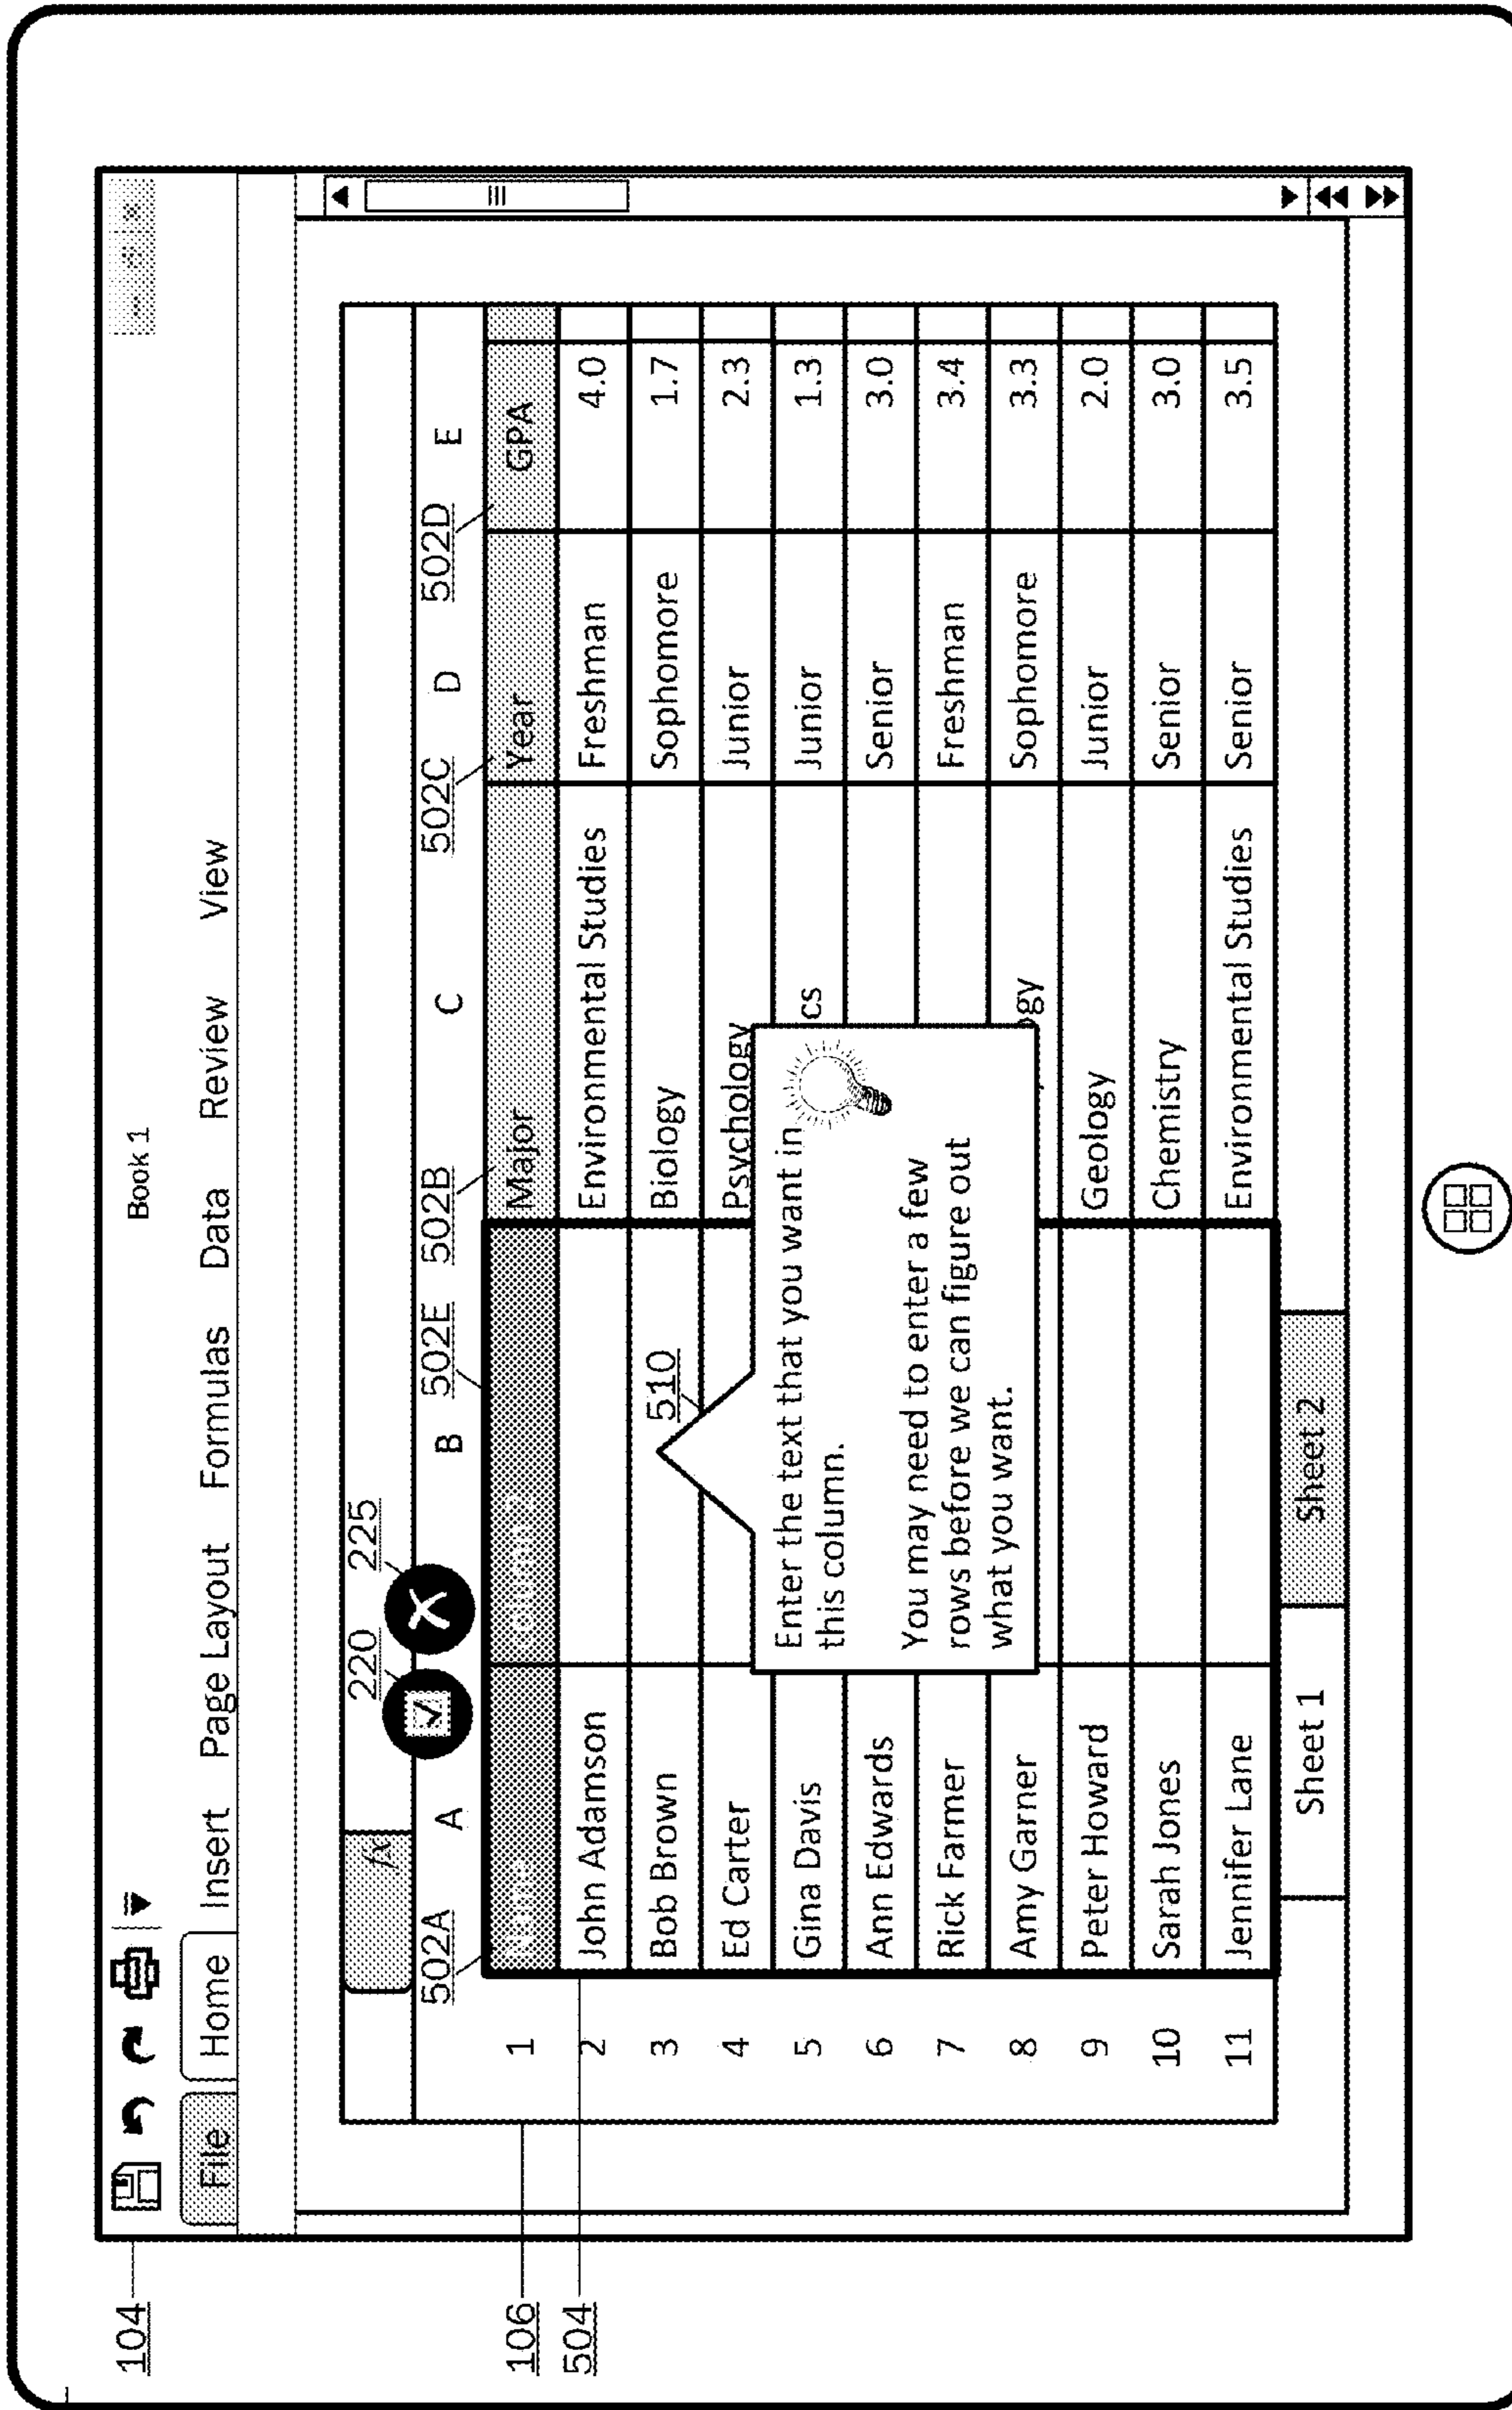 104
Book 1
File Home Insert Page Layout Formulas Data Review View
220 225
fx
502A A B 502E 502B C 502C D 502D E
1 Name Major Year GPA
2 John Adamson Environmental Studies Freshman 4.0
3 Bob Brown Biology Sophomore 1.7
4 Ed Carter Psychology Junior 2.3
5 Gina Davis cs Junior 1.3
6 Ann Edwards Senior 3.0
7 Rick Farmer Freshman 3.4
8 Amy Garner ogy Sophomore 3.3
9 Peter Howard Geology Junior 2.0
10 Sarah Jones Chemistry Senior 3.0
11 Jennifer Lane Environmental Studies Senior 3.5
106
504
510
Enter the text that you want in
this column.
You may need to enter a few
rows before we can figure out
what you want.
Sheet 1 Sheet 2